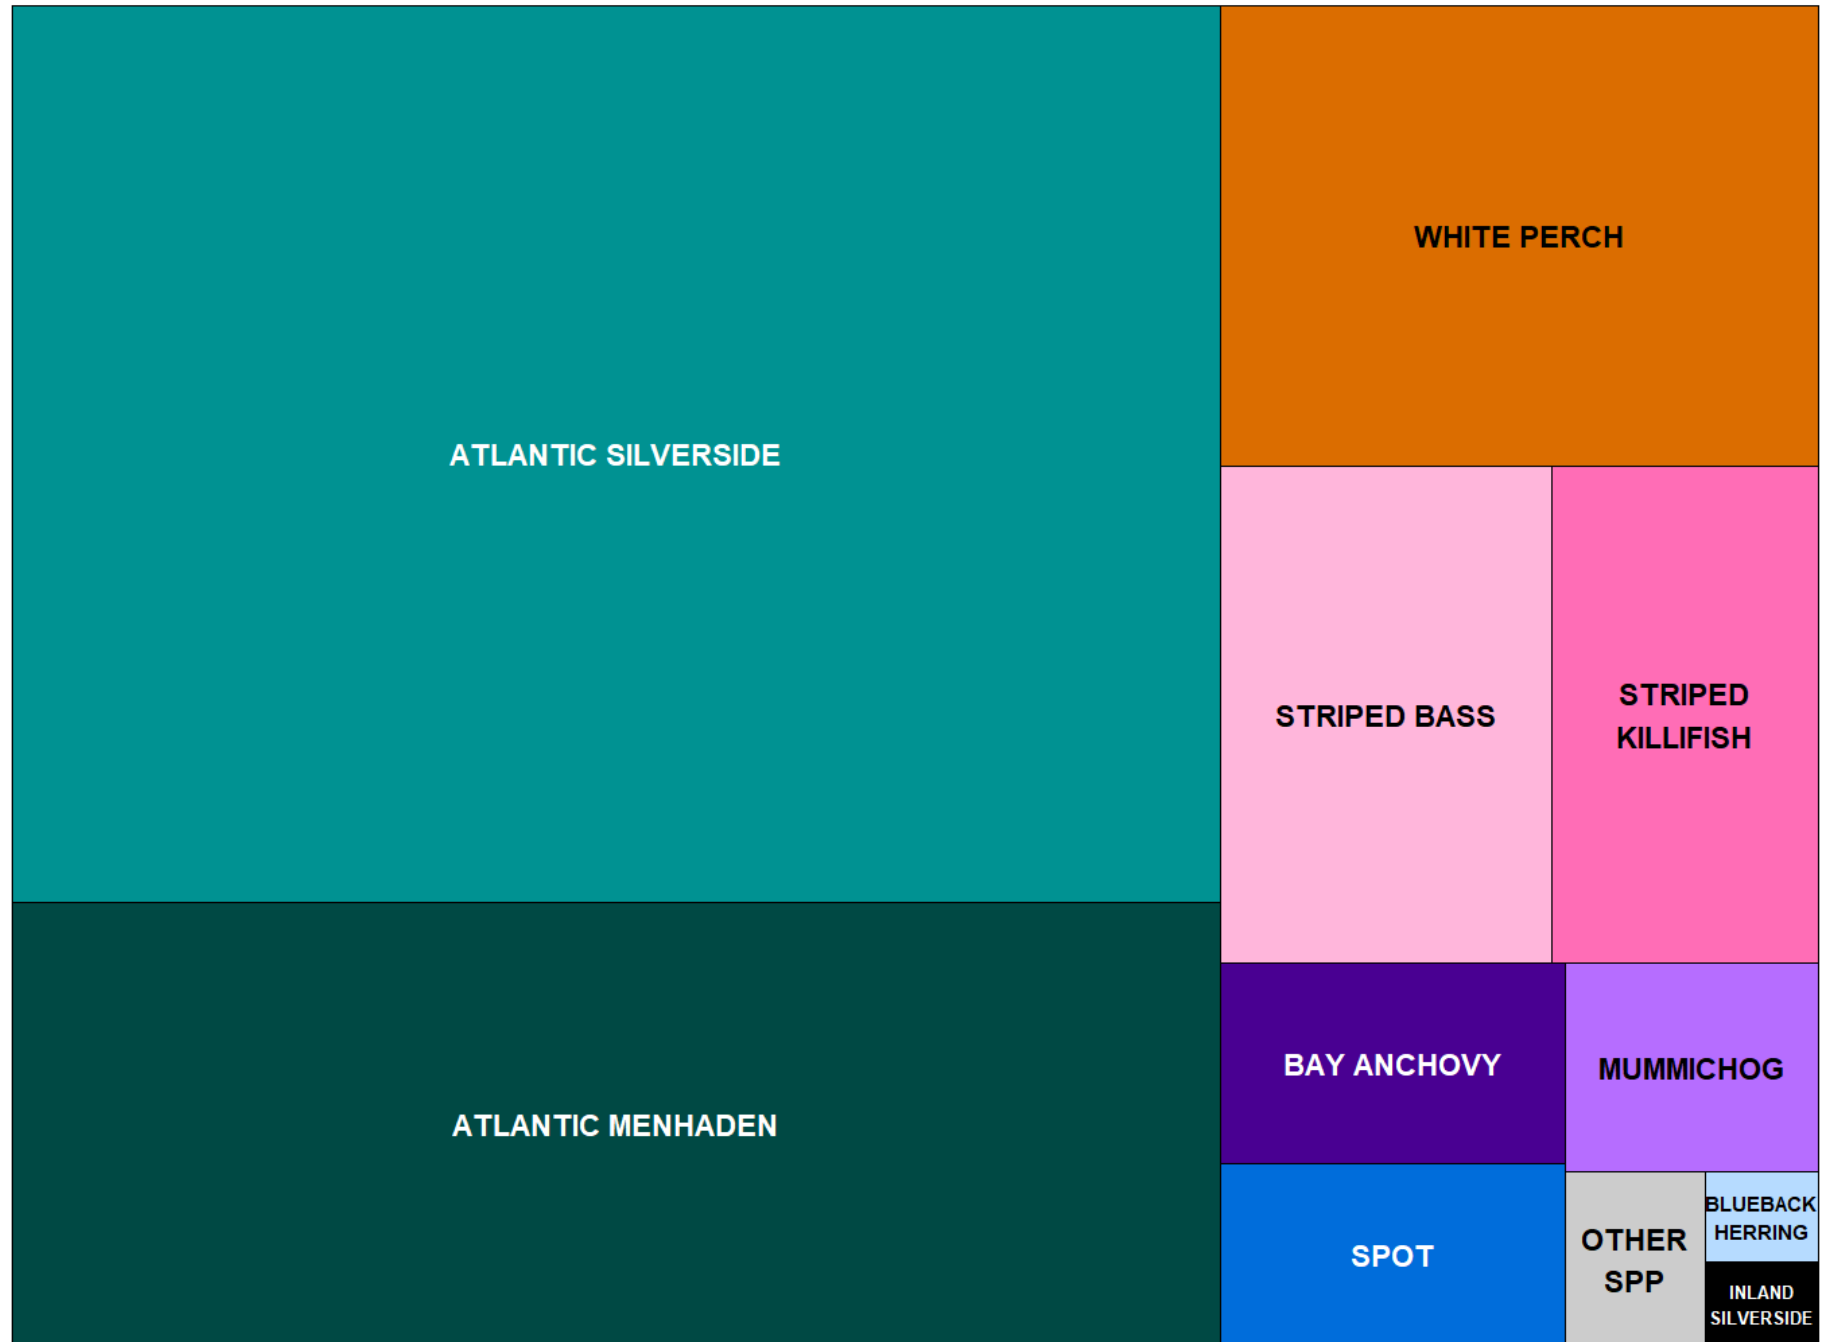 ATLANTIC SILVERSIDE
ATLANTIC MENHADEN
WHITE PERCH
STRIPED BASS
STRIPED
KILLIFISH
BAY ANCHOVY
MUMMICHOG
SPOT
OTHER
SPP
BLUEBACK
HERRING
INLAND
SILVERSIDE